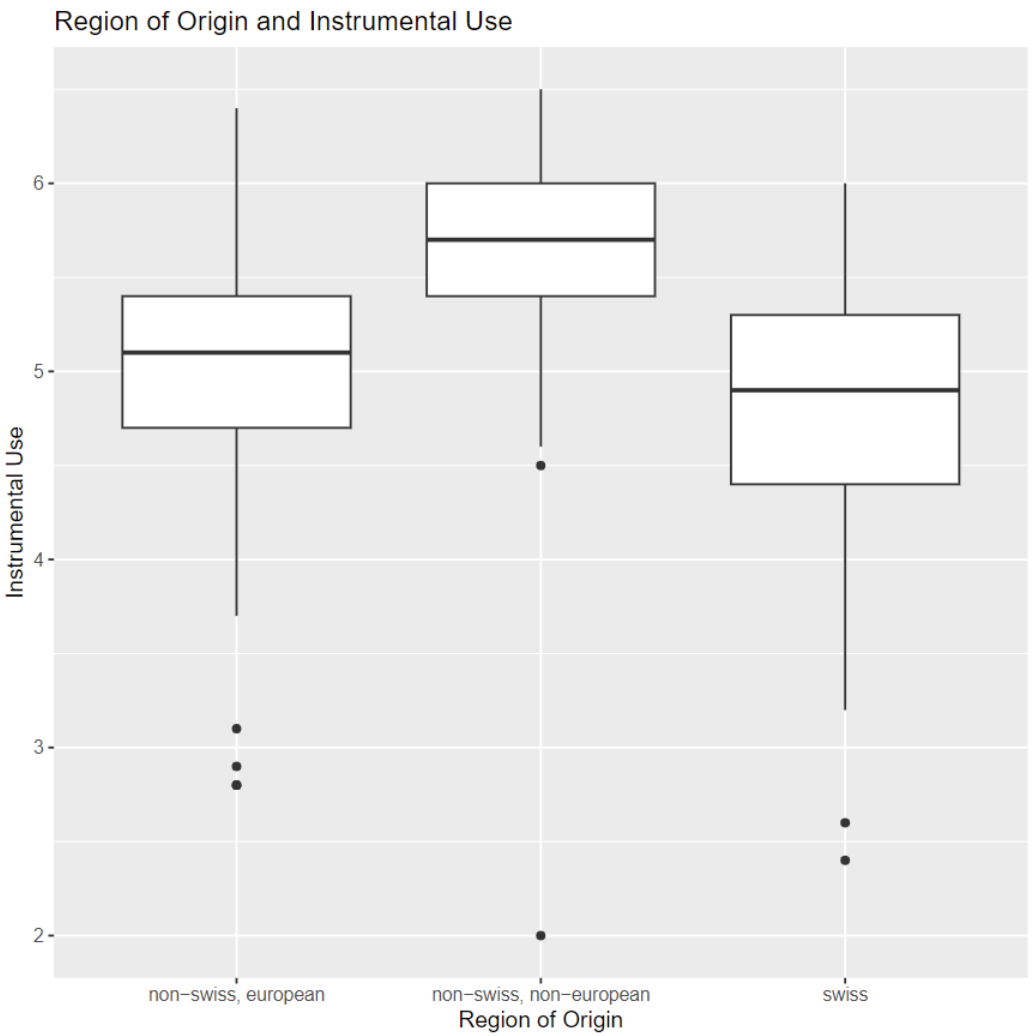 Region of Origin and Instrumental Use
Instrumental Use
6
5
4
3
2
non−swiss, european
non−swiss, non−european
swiss
Region of Origin